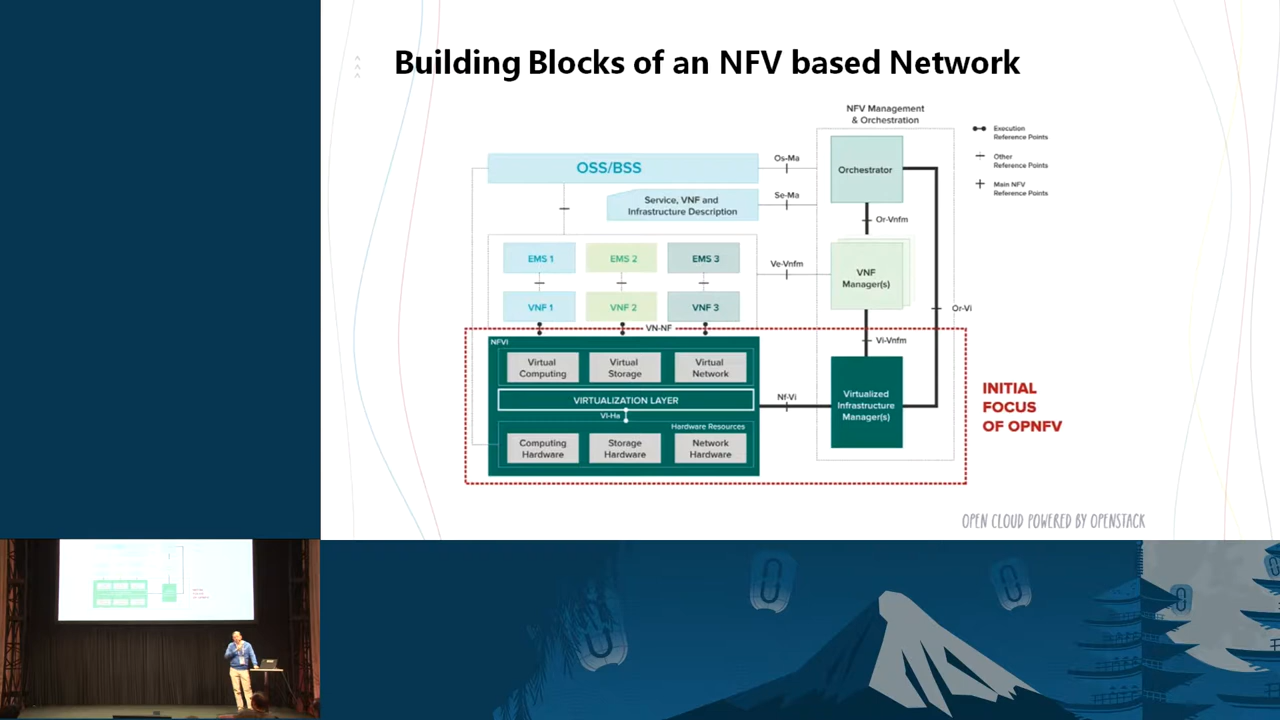 Building Blocks of an NFV based Network
NFV Management
& Orchestration
Execution
Reference Points
Other
Reference Points
Main NFV
Reference Points
OSS/BSS
Os-Ma
Orchestrator
Service, VNF and
Infrastructure Description
Se-Ma
Or-Vnfm
EMS 1
EMS 2
EMS 3
Ve-Vnfm
VNF
Manager(s)
VNF 1
VNF 2
VNF 3
Or-Vi
VN-NF
NFVI
Vi-Vnfm
Virtual
Computing
Virtual
Storage
Virtual
Network
VIRTUALIZATION LAYER
Nf-Vi
Virtualized
Infrastructure
Manager(s)
INITIAL
FOCUS
OF OPNFV
VI-Ha
Hardware Resources
Computing
Hardware
Storage
Hardware
Network
Hardware
OPEN CLOUD POWERED BY OPENSTACK